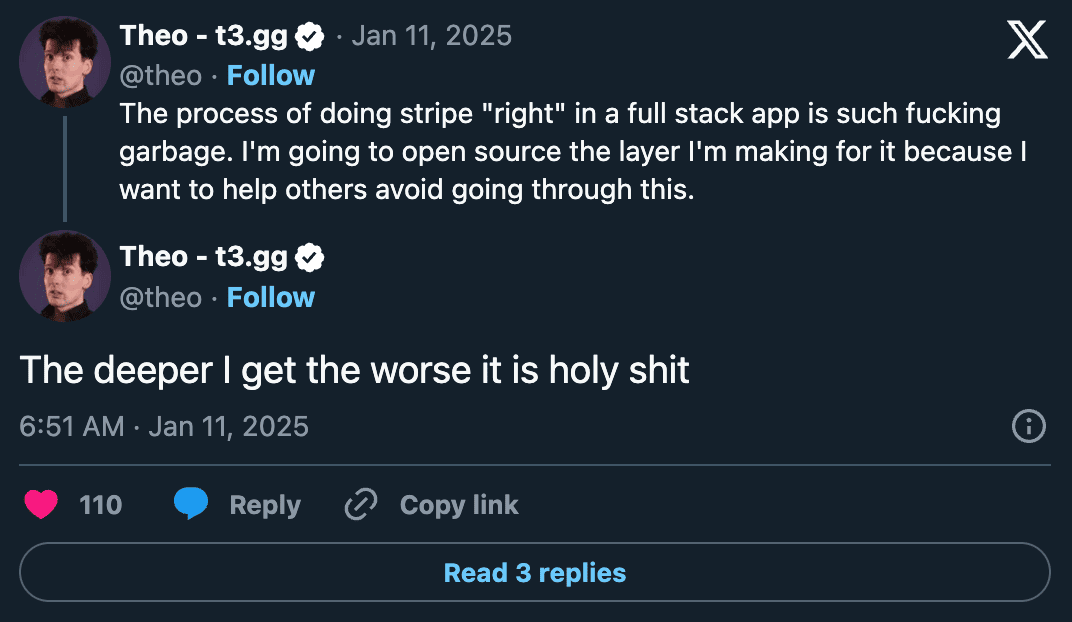 Theo - t3.gg · Jan 11, 2025
@theo · Follow
The process of doing stripe "right" in a full stack app is such fucking
garbage. I'm going to open source the layer I'm making for it because I
want to help others avoid going through this.
Theo - t3.gg
@theo · Follow
The deeper I get the worse it is holy shit
6:51 AM · Jan 11, 2025
110 Reply Copy link
Read 3 replies